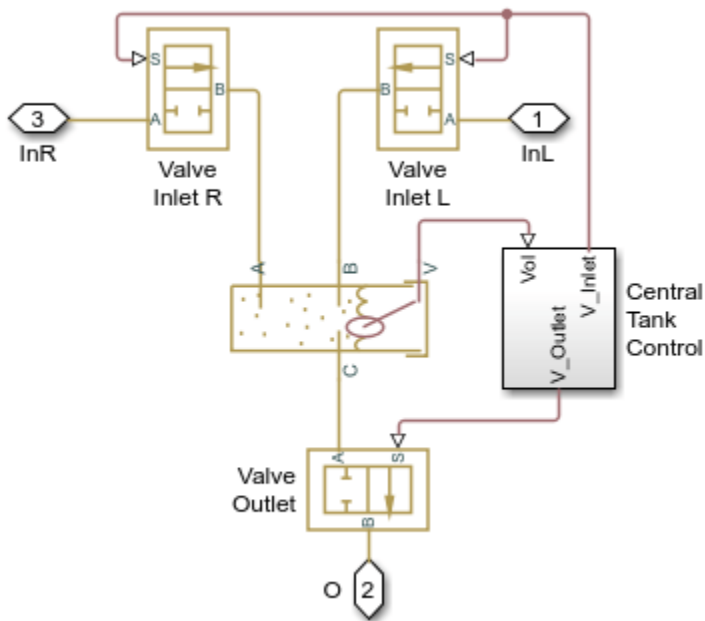 S
S
B
B
3
A
A
1
InR
InL
Valve
Inlet R
Valve
Inlet L
A
B
V
Vol
V_Inlet
V_Outlet
Central
Tank
Control
C
A
S
Valve
Outlet
B
O
2